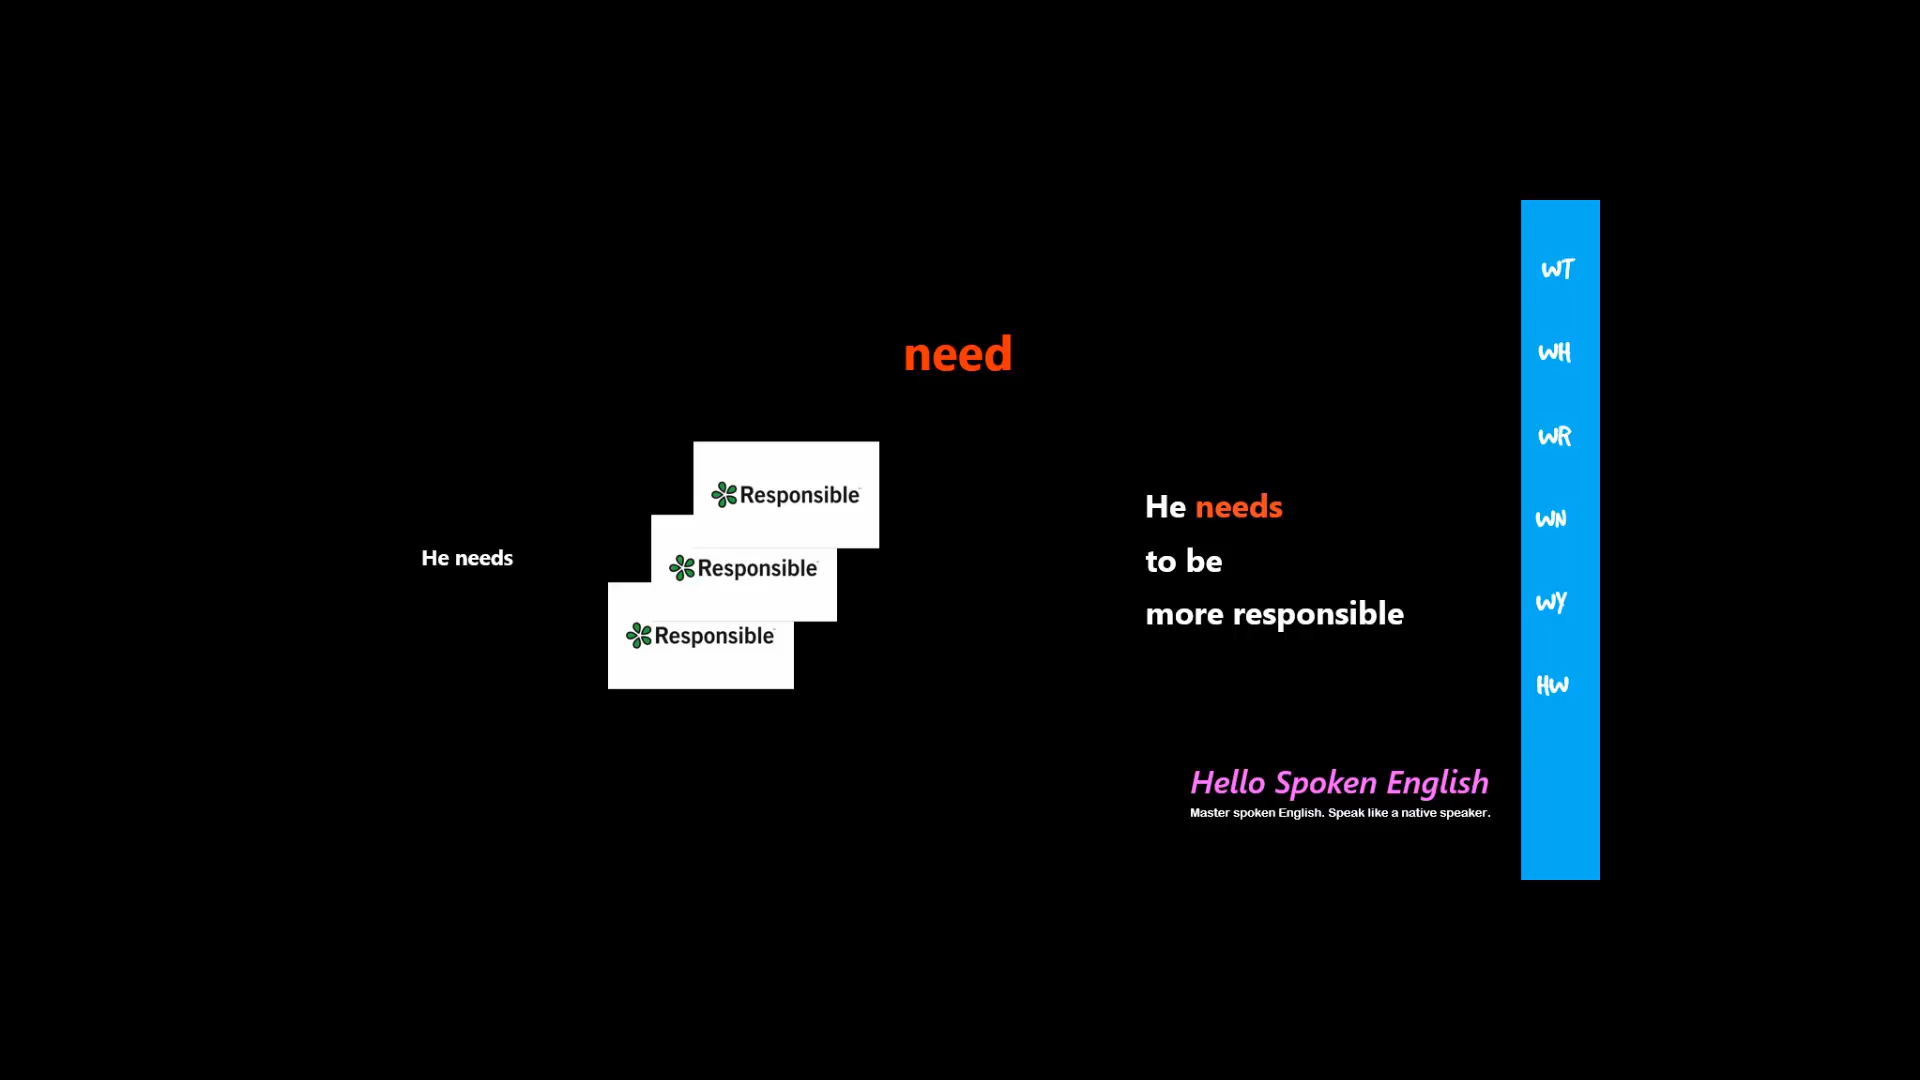 need
He needs
Responsible
Responsible
Responsible
He needs
to be
more responsible
Hello Spoken English
Master spoken English. Speak like a native speaker.
WT
WH
WR
WN
WY
HW